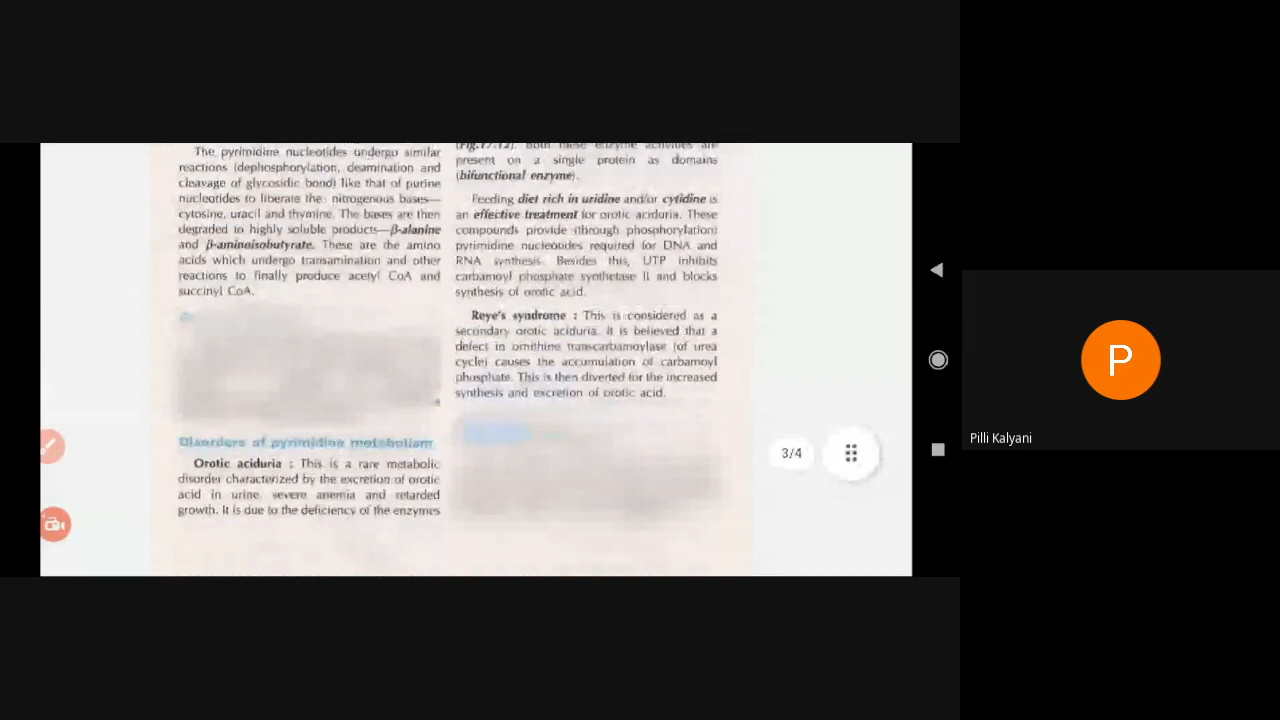 The pyrimidine nucleotides undergo similar
reactions (dephosphorylation, deamination and
cleavage of glycosidic bond) like that of purine
nucleotides to liberate the nitrogenous bases—
cytosine, uracil and thymine. The bases are then
degraded to highly soluble products—β-alanine
and β-aminoisobutyrate. These are the amino
acids which undergo transamination and other
reactions to finally produce acetyl CoA and
succinyl CoA.
Disorders of pyrimidine metabolism
Orotic aciduria : This is a rare metabolic
disorder characterized by the excretion of orotic
acid in urine, severe anemia and retarded
growth. It is due to the deficiency of the enzymes
(Fig.17.12). Both these enzyme activities are
present on a single protein as domains
(bifunctional enzyme).
Feeding diet rich in uridine and/or cytidine is
an effective treatment for orotic aciduria. These
compounds provide (through phosphorylation)
pyrimidine nucleotides required for DNA and
RNA synthesis. Besides this, UTP inhibits
carbamoyl phosphate synthetase II and blocks
synthesis of orotic acid.
Reye's syndrome : This is considered as a
secondary orotic aciduria. It is believed that a
defect in ornithine transcarbamoylase (of urea
cycle) causes the accumulation of carbamoyl
phosphate. This is then diverted for the increased
synthesis and excretion of orotic acid.
3/4
P
Pilli Kalyani